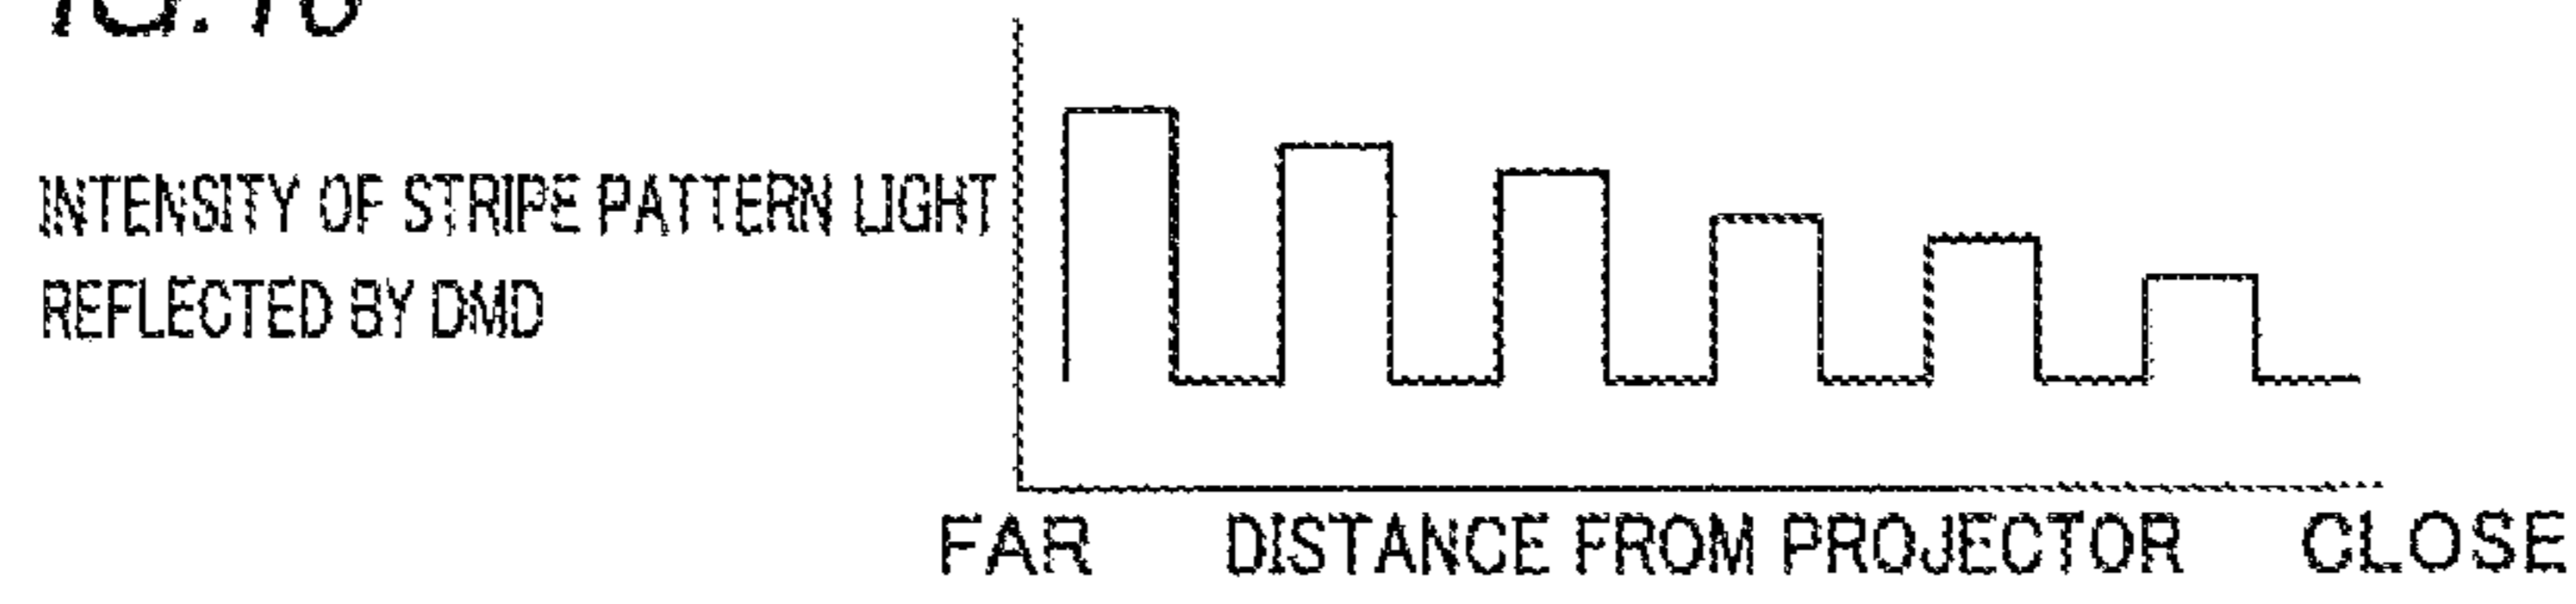 INTENSITY OF STRIPE PATTERN LIGHT
REFLECTED BY DMD
FAR DISTANCE FROM PROJECTOR CLOSE